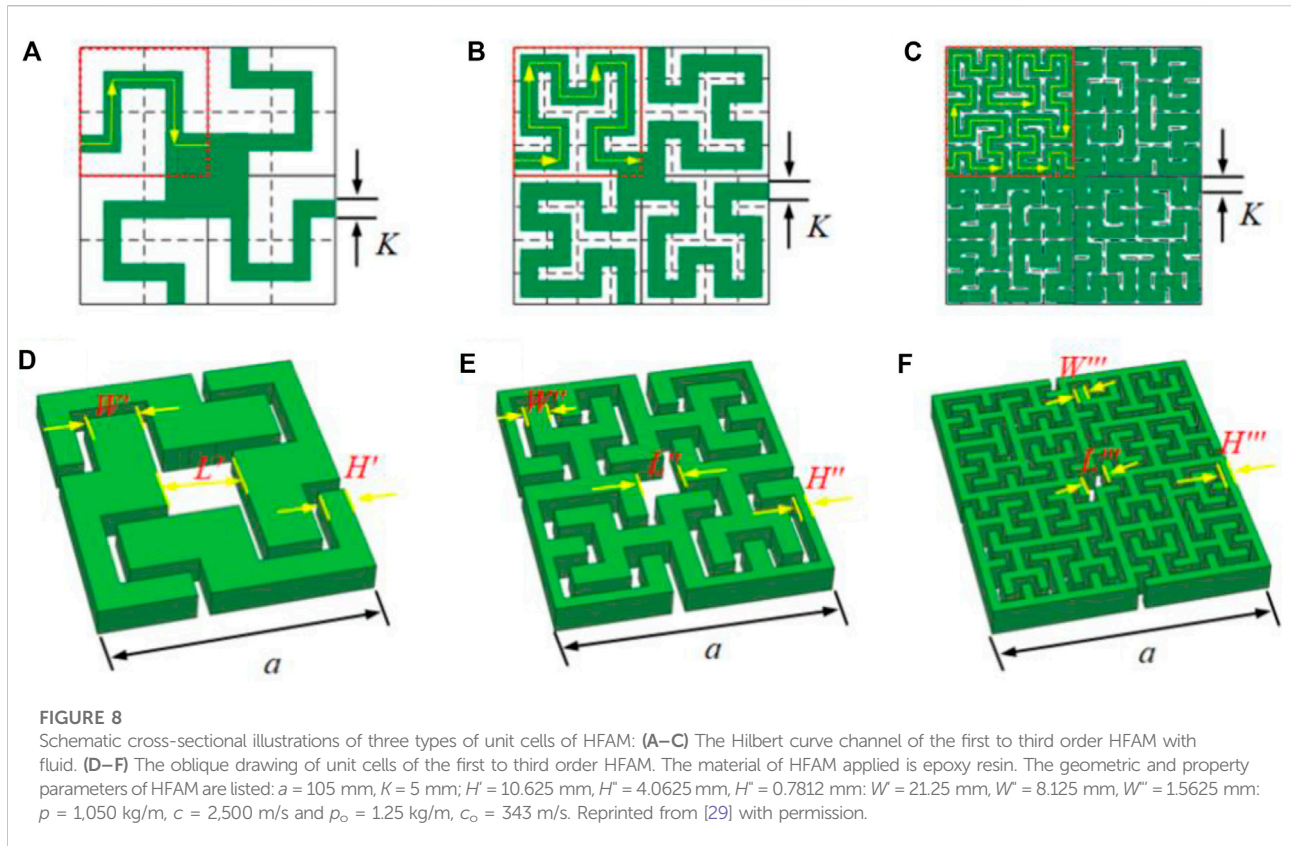 A
B
C
K
K
K
D
E
F
W'
L'
H'
W''
L''
H''
W'''
L'''
H'''
a
a
a
FIGURE 8
Schematic cross-sectional illustrations of three types of unit cells of HFAM: (A–C) The Hilbert curve channel of the first to third order HFAM with
fluid. (D–F) The oblique drawing of unit cells of the first to third order HFAM. The material of HFAM applied is epoxy resin. The geometric and property
parameters of HFAM are listed: a = 105 mm, K = 5 mm; H' = 10.625 mm, H" = 4.0625 mm, H" = 0.7812 mm: W' = 21.25 mm, W" = 8.125 mm, W"' = 1.5625 mm:
p = 1,050 kg/m, c = 2,500 m/s and pₒ = 1.25 kg/m, cₒ = 343 m/s. Reprinted from [29] with permission.